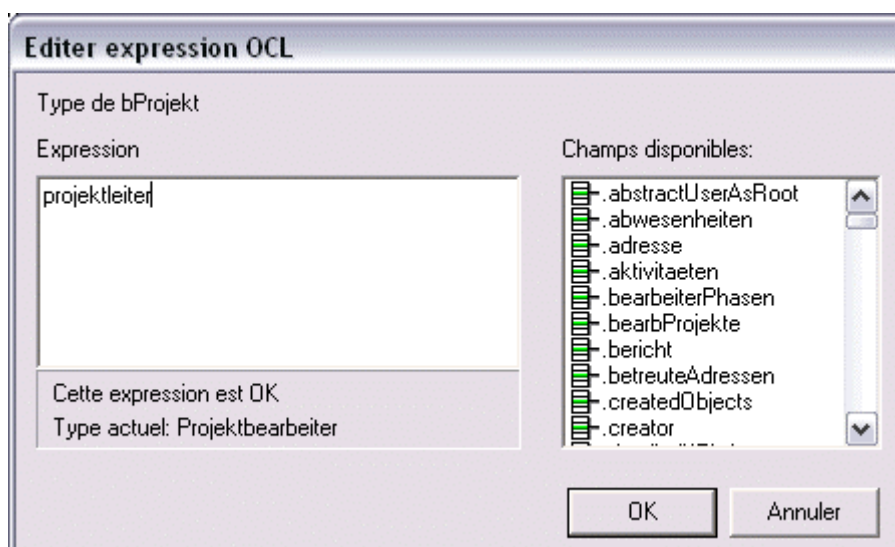 Editer expression OCL
Type de bProjekt
Expression
projektleiter
Cette expression est OK
Type actuel: Projektbearbeiter
Champs disponibles:
.abstractUserAsRoot
.abwesenheiten
.adresse
.aktivitaeten
.bearbeiterPhasen
.bearbProjekte
.bericht
.betreuteAdressen
.createdObjects
.creator
OK
Annuler